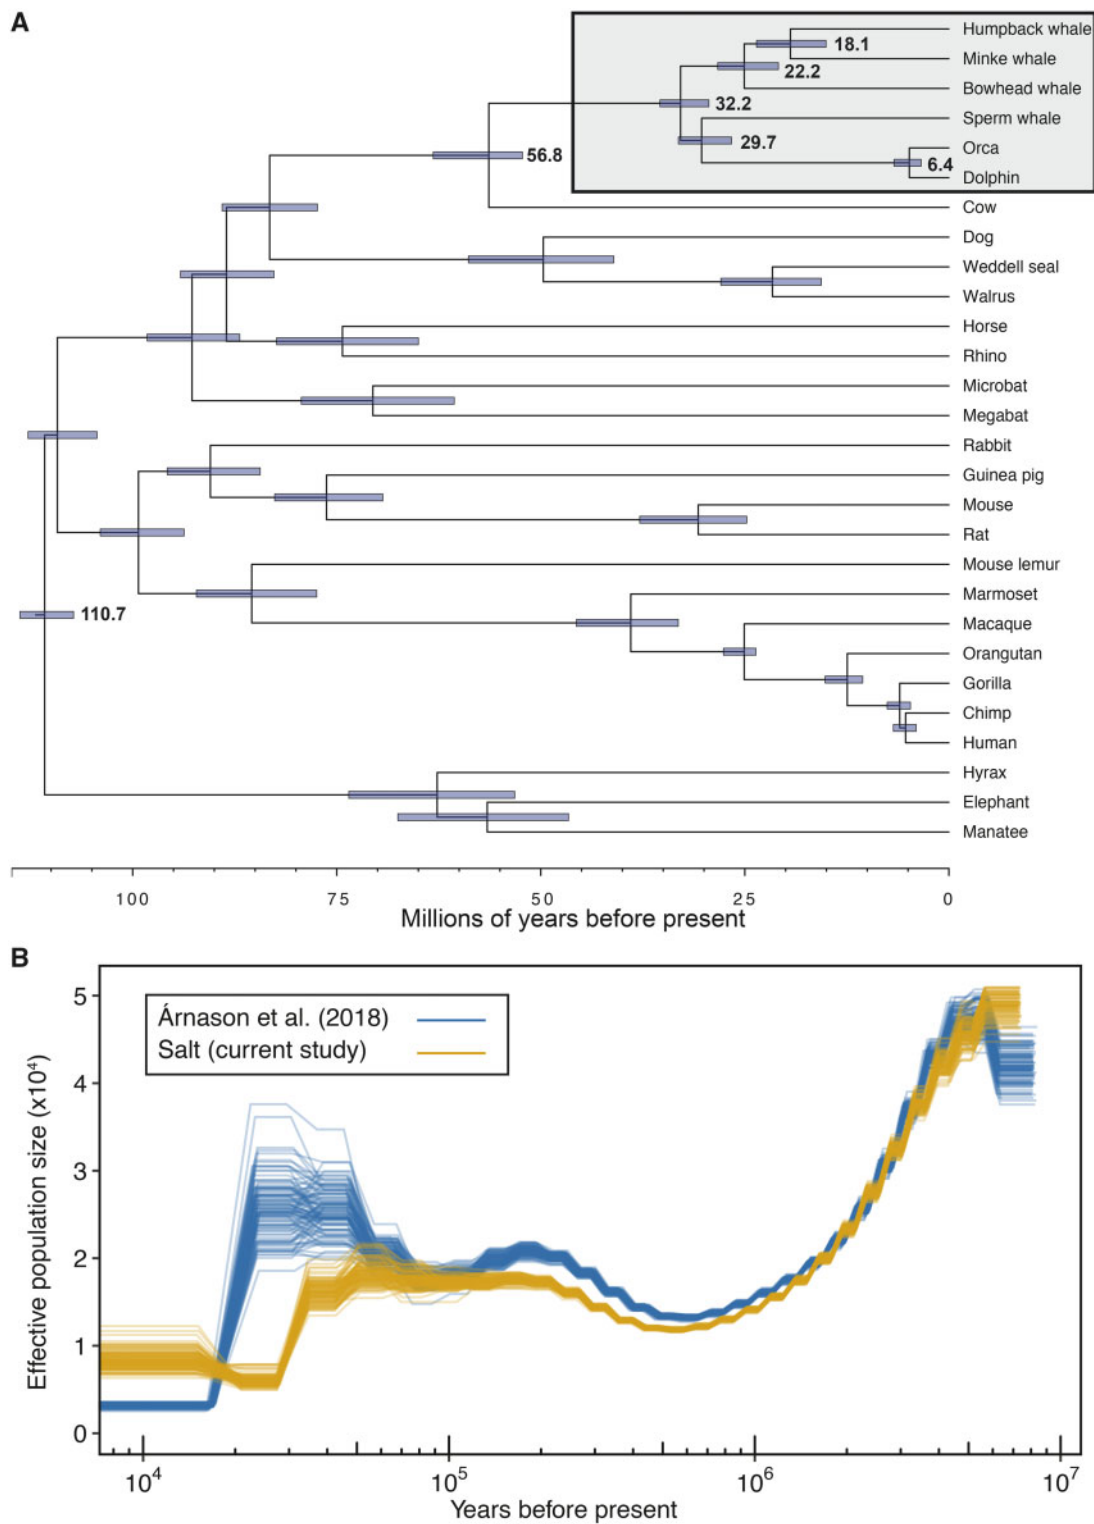 A
Humpback whale
18.1
Minke whale
22.2
Bowhead whale
32.2
Sperm whale
29.7
Orca
56.8
6.4
Dolphin
Cow
Dog
Weddell seal
Walrus
Horse
Rhino
Microbat
Megabat
Rabbit
Guinea pig
Mouse
Rat
Mouse lemur
Marmoset
110.7
Macaque
Orangutan
Gorilla
Chimp
Human
Hyrax
Elephant
Manatee
100 75 50 25 0
Millions of years before present
B
Árnason et al. (2018)
Salt (current study)
Effective population size (x10⁴)
5
4
3
2
1
0
10⁴ 10⁵ 10⁶ 10⁷
Years before present